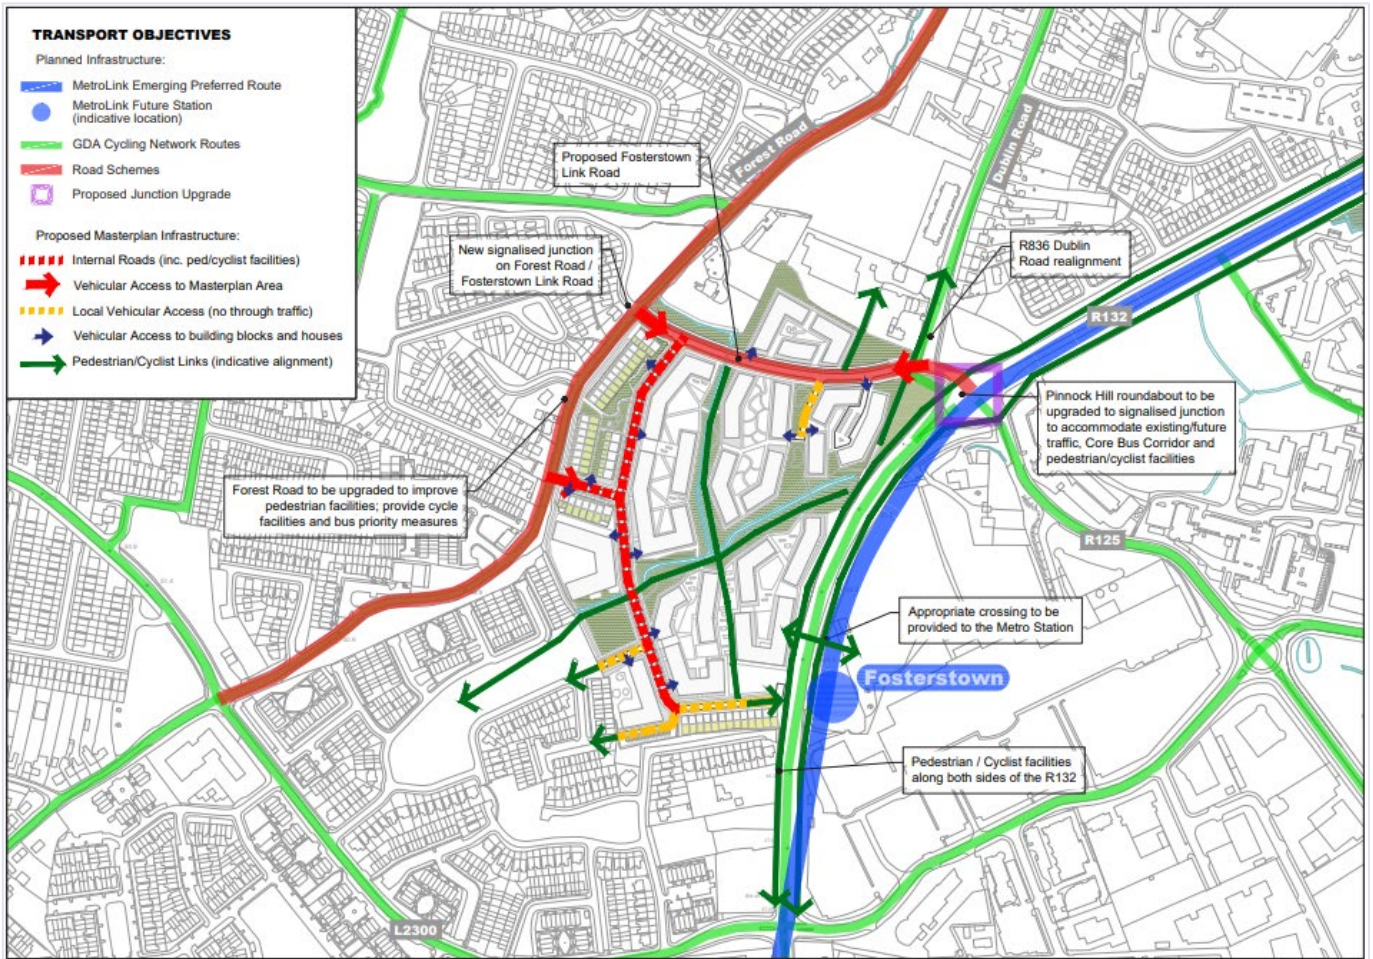 TRANSPORT OBJECTIVES
Planned Infrastructure:
MetroLink Emerging Preferred Route
MetroLink Future Station
(indicative location)
GDA Cycling Network Routes
Road Schemes
Proposed Junction Upgrade
Proposed Masterplan Infrastructure:
Internal Roads (inc. ped/cyclist facilities)
Vehicular Access to Masterplan Area
Local Vehicular Access (no through traffic)
Vehicular Access to building blocks and houses
Pedestrian/Cyclist Links (indicative alignment)
Forest Road
Dublin Road
Proposed Fosterstown
Link Road
New signalised junction
on Forest Road /
Fosterstown Link Road
R836 Dublin
Road realignment
R132
Pinnock Hill roundabout to be
upgraded to signalised junction
to accommodate existing/future
traffic, Core Bus Corridor and
pedestrian/cyclist facilities
Forest Road to be upgraded to improve
pedestrian facilities; provide cycle
facilities and bus priority measures
R125
Appropriate crossing to be
provided to the Metro Station
Fosterstown
Pedestrian / Cyclist facilities
along both sides of the R132
L2300